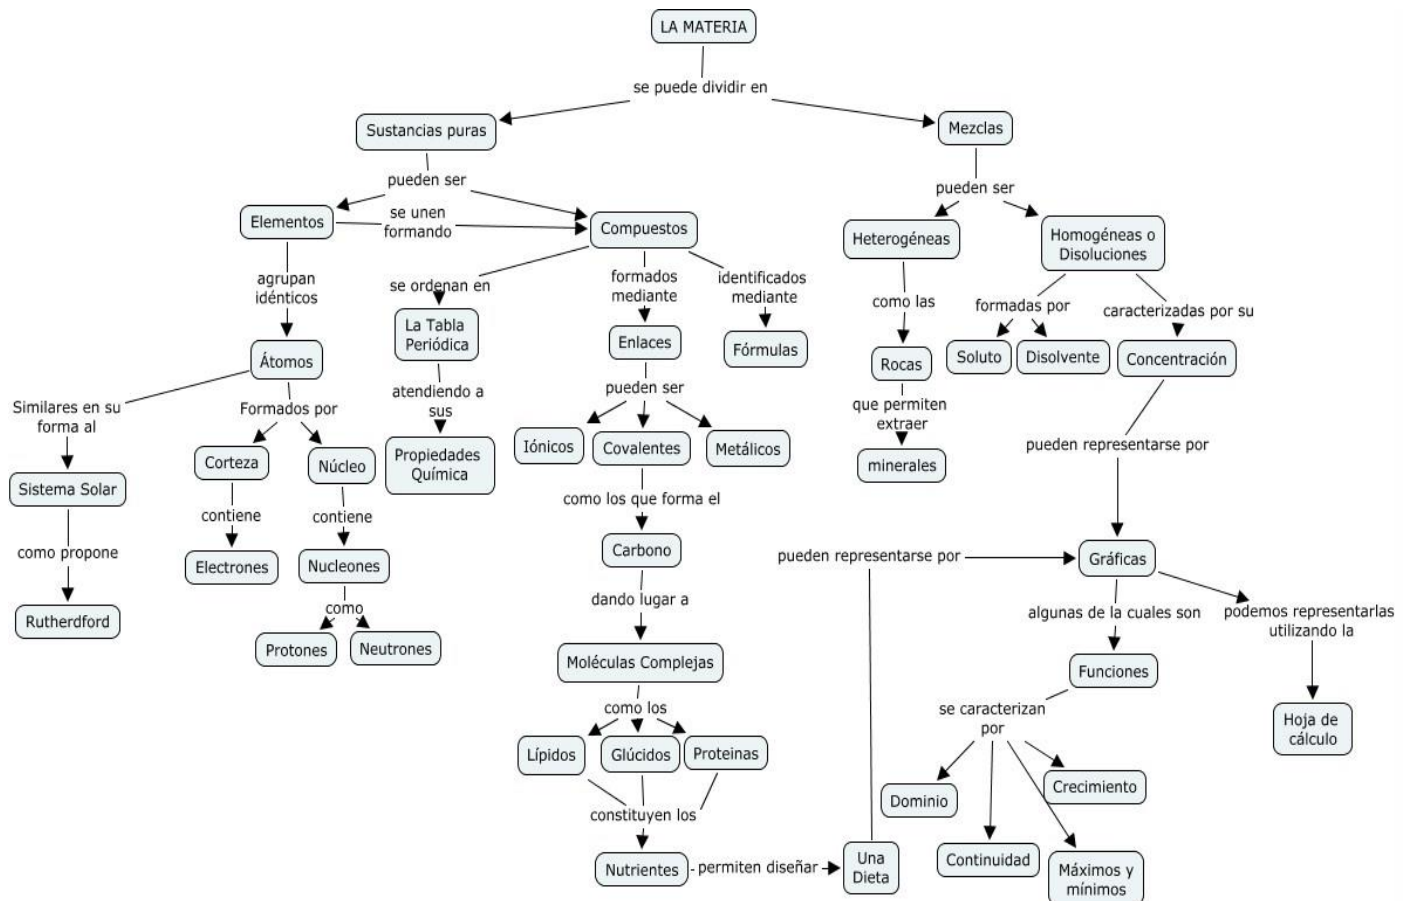 LA MATERIA
se puede dividir en
Sustancias puras
Mezclas
pueden ser
pueden ser
Elementos
se unen
formando
Compuestos
Heterogéneas
Homogéneas o
Disoluciones
agrupan
idénticos
se ordenan en
formados
mediante
identificados
mediante
como las
formadas por
caracterizadas por su
La Tabla
Periódica
Enlaces
Fórmulas
Átomos
Rocas
Soluto
Disolvente
Concentración
Similares en su
forma al
Formados por
atendiendo a
sus
pueden ser
que permiten
extraer
pueden representarse por
Corteza
Núcleo
Propiedades
Química
Iónicos
Covalentes
Metálicos
minerales
Sistema Solar
contiene
contiene
como los que forma el
como propone
Electrones
Nucleones
Carbono
pueden representarse por
Gráficas
Rutherdford
como
Protones
Neutrones
dando lugar a
algunas de la cuales son
podemos representarlas
utilizando la
Moléculas Complejas
Funciones
como los
se caracterizan
por
Hoja de
cálculo
Lípidos
Glúcidos
Proteinas
Dominio
Crecimiento
constituyen los
Nutrientes
permiten diseñar
Una
Dieta
Continuidad
Máximos y
mínimos